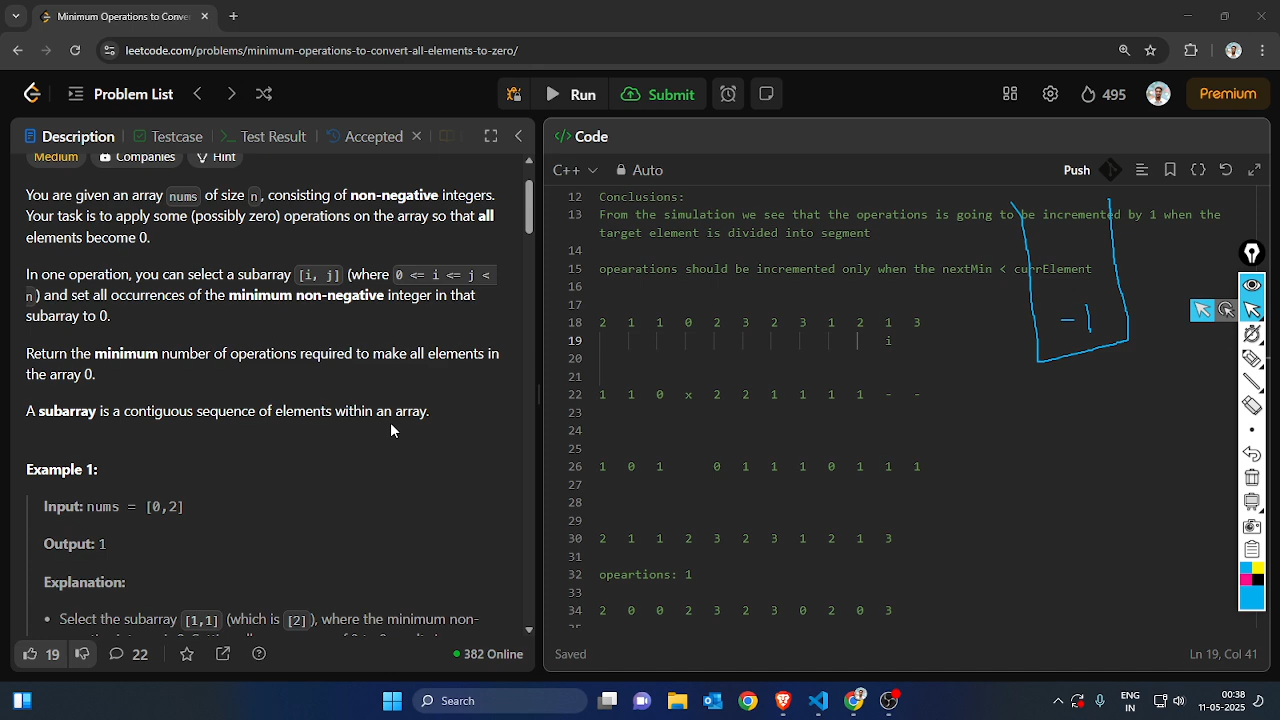 Minimum Operations to Conver
leetcode.com/problems/minimum-operations-to-convert-all-elements-to-zero/
Problem List
Run
Submit
495
Premium
Description
Testcase
Test Result
Accepted
Code
Medium
Companies
Hint
C++
Auto
Push
You are given an array nums of size n, consisting of non-negative integers.
Your task is to apply some (possibly zero) operations on the array so that all
elements become 0.
In one operation, you can select a subarray [i, j] (where 0 <= i <= j <
n) and set all occurrences of the minimum non-negative integer in that
subarray to 0.
Return the minimum number of operations required to make all elements in
the array 0.
A subarray is a contiguous sequence of elements within an array.
Example 1:
Input: nums = [0,2]
Output: 1
Explanation:
• Select the subarray [1,1] (which is [2]), where the minimum non-
12 Conclusions:
13 From the simulation we see that the operations is going to be incremented by 1 when the
target element is divided into segment
14
15 opearations should be incremented only when the nextMin < currElement
16
17
18 2 1 1 0 2 3 2 3 1 2 1 3
19 i
20
21
22 1 1 0 x 2 2 1 1 1 1 - -
23
24
25
26 1 0 1 0 1 1 1 0 1 1 1
27
28
29
30 2 1 1 2 3 2 3 1 2 1 3
31
32 opeartions: 1
33
34 2 0 0 2 3 2 3 0 2 0 3
-1
19
22
382 Online
Saved
Ln 19, Col 41
Search
ENG
IN
00:38
11-05-2025